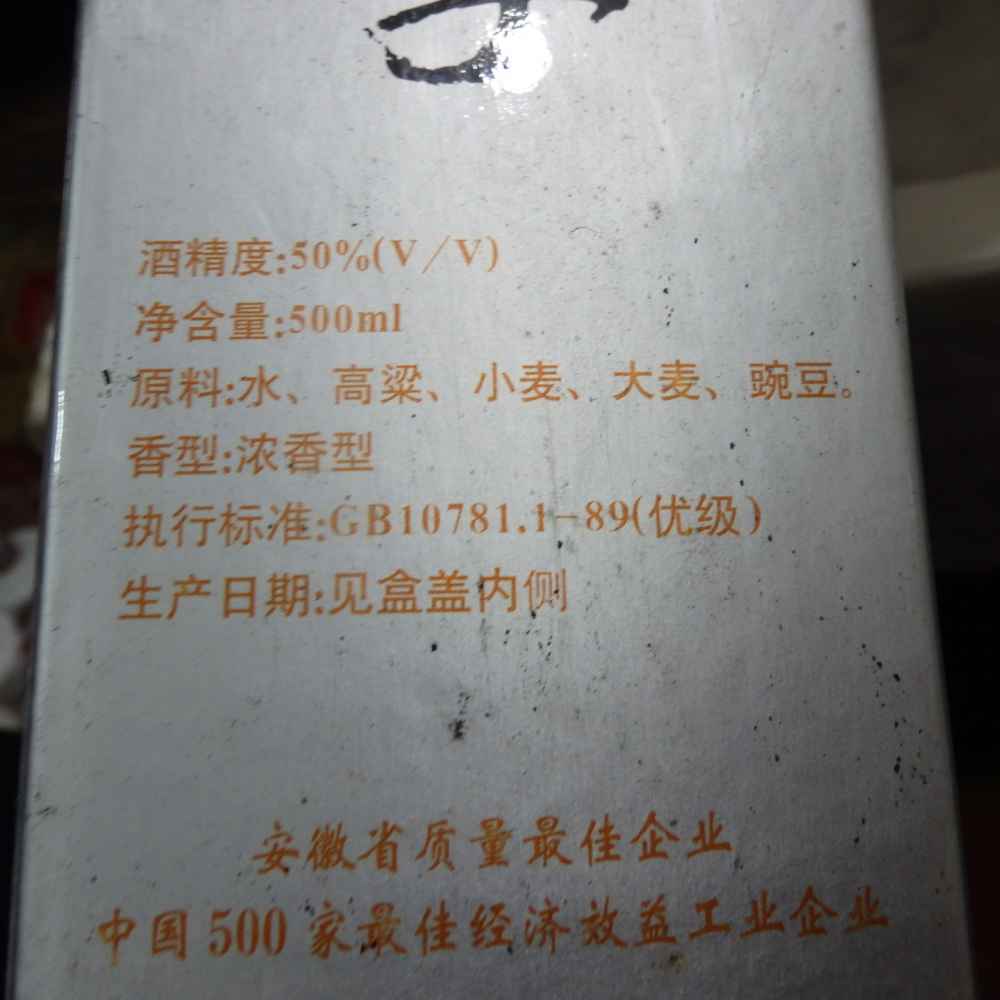 酒精度:50%(V/V)
净含量:500ml
原料:水、高粱、小麦、大麦、豌豆。
香型:浓香型
执行标准:GB10781.1-89(优级)
生产日期:见盒盖内侧
安徽省质量最佳企业
中国500家最佳经济效益工业企业